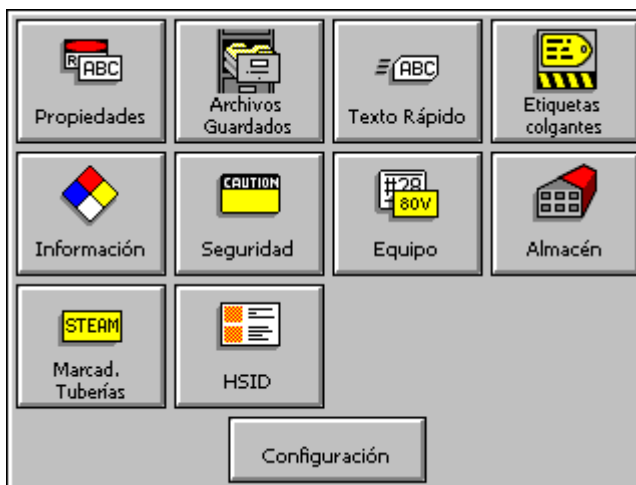 R
ABC
Propiedades
Archivos
Guardados
ABC
Texto Rápido
Etiquetas
colgantes
Información
CAUTION
Seguridad
#28
80V
Equipo
Almacén
STEAM
Marcad.
Tuberías
HSID
Configuración